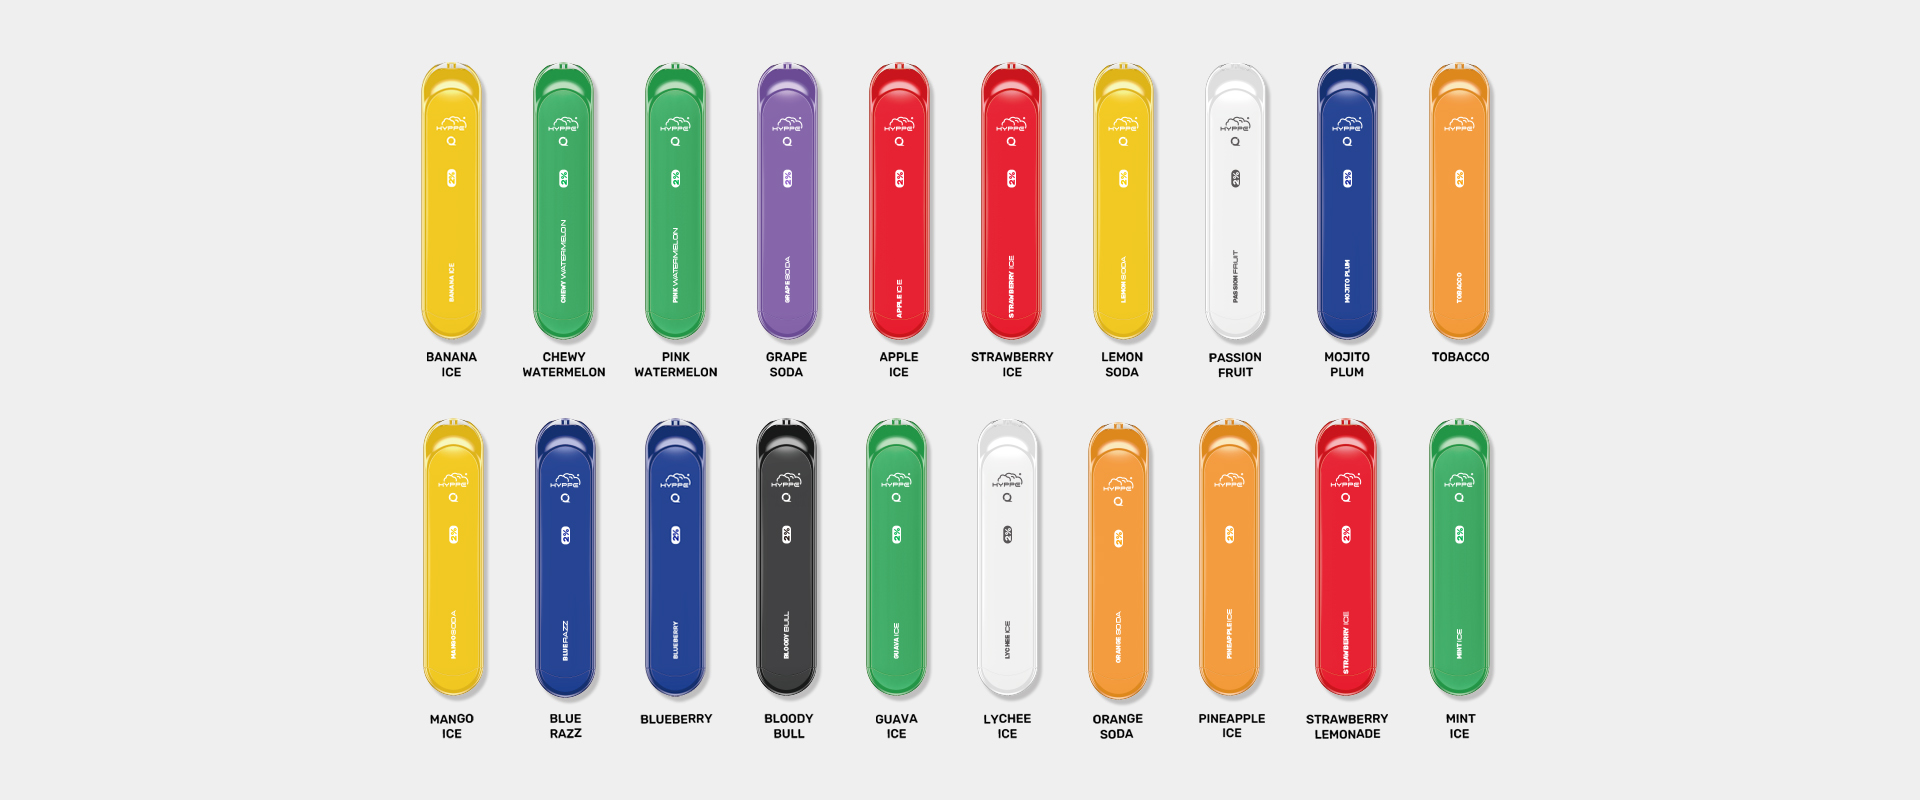 HYPPE
Q
2%
BANANA ICE
HYPPE
Q
2%
CHEWY WATERMELON
HYPPE
Q
2%
PINK WATERMELON
HYPPE
Q
2%
GRAPE SODA
HYPPE
Q
2%
APPLE ICE
HYPPE
Q
2%
STRAWBERRY ICE
HYPPE
Q
2%
LEMON SODA
HYPPE
Q
2%
PASSION FRUIT
HYPPE
Q
2%
MOJITO PLUM
HYPPE
Q
2%
TOBACCO
BANANA
ICE
CHEWY
WATERMELON
PINK
WATERMELON
GRAPE
SODA
APPLE
ICE
STRAWBERRY
ICE
LEMON
SODA
PASSION
FRUIT
MOJITO
PLUM
TOBACCO
HYPPE
Q
2%
MANGO SODA
HYPPE
Q
2%
BLUE RAZZ
HYPPE
Q
2%
BLUEBERRY
HYPPE
Q
2%
BLOODY BULL
HYPPE
Q
2%
GUAVA ICE
HYPPE
Q
2%
LYCHEE ICE
HYPPE
Q
2%
ORANGE SODA
HYPPE
Q
2%
PINEAPPLE ICE
HYPPE
Q
2%
STRAWBERRY ICE
HYPPE
Q
2%
MINT ICE
MANGO
ICE
BLUE
RAZZ
BLUEBERRY
BLOODY
BULL
GUAVA
ICE
LYCHEE
ICE
ORANGE
SODA
PINEAPPLE
ICE
STRAWBERRY
LEMONADE
MINT
ICE